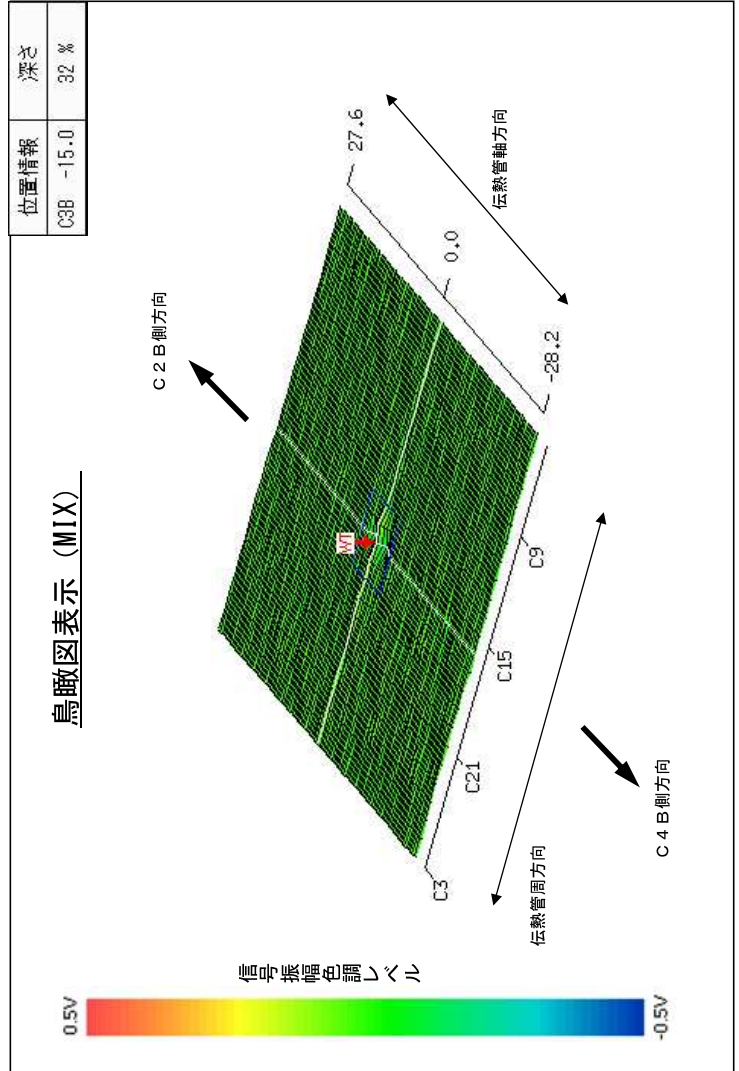 鳥瞰図表示 (MIX)
位置情報 深さ
C3B -15.0 32 %
C2B側方向
27.6
0.0
-28.2
伝熱管軸方向
WT
C3
C21
C15
C9
伝熱管周方向
C4B側方向
信号振幅色調レベル
0.5V
-0.5V